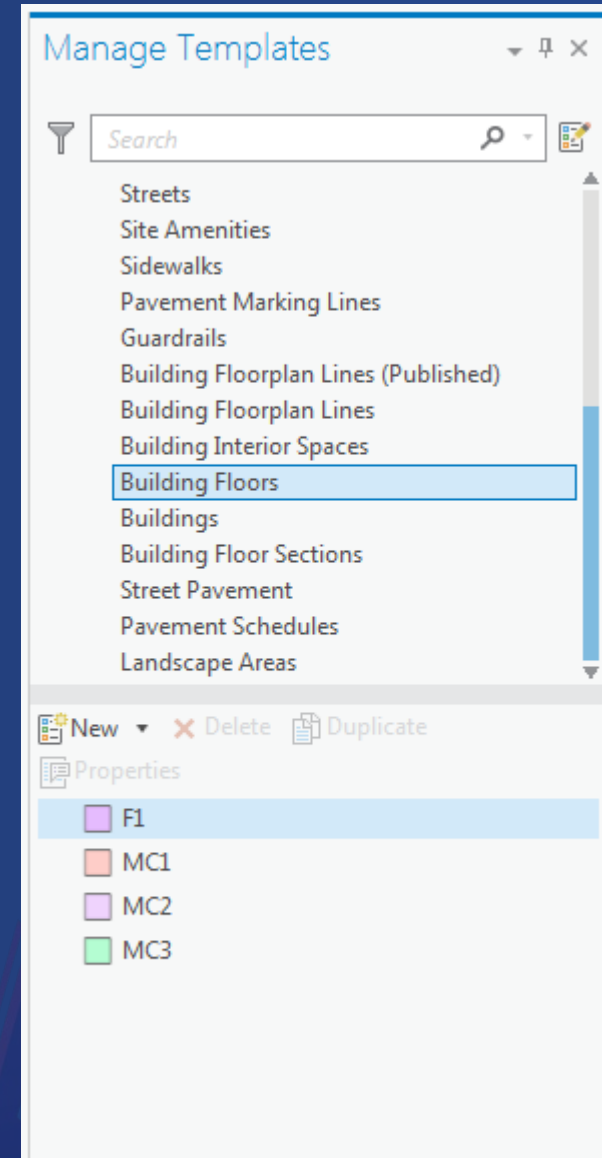 Manage Templates
Search
Streets
Site Amenities
Sidewalks
Pavement Marking Lines
Guardrails
Building Floorplan Lines (Published)
Building Floorplan Lines
Building Interior Spaces
Building Floors
Buildings
Building Floor Sections
Street Pavement
Pavement Schedules
Landscape Areas
New Delete Duplicate
Properties
F1
MC1
MC2
MC3